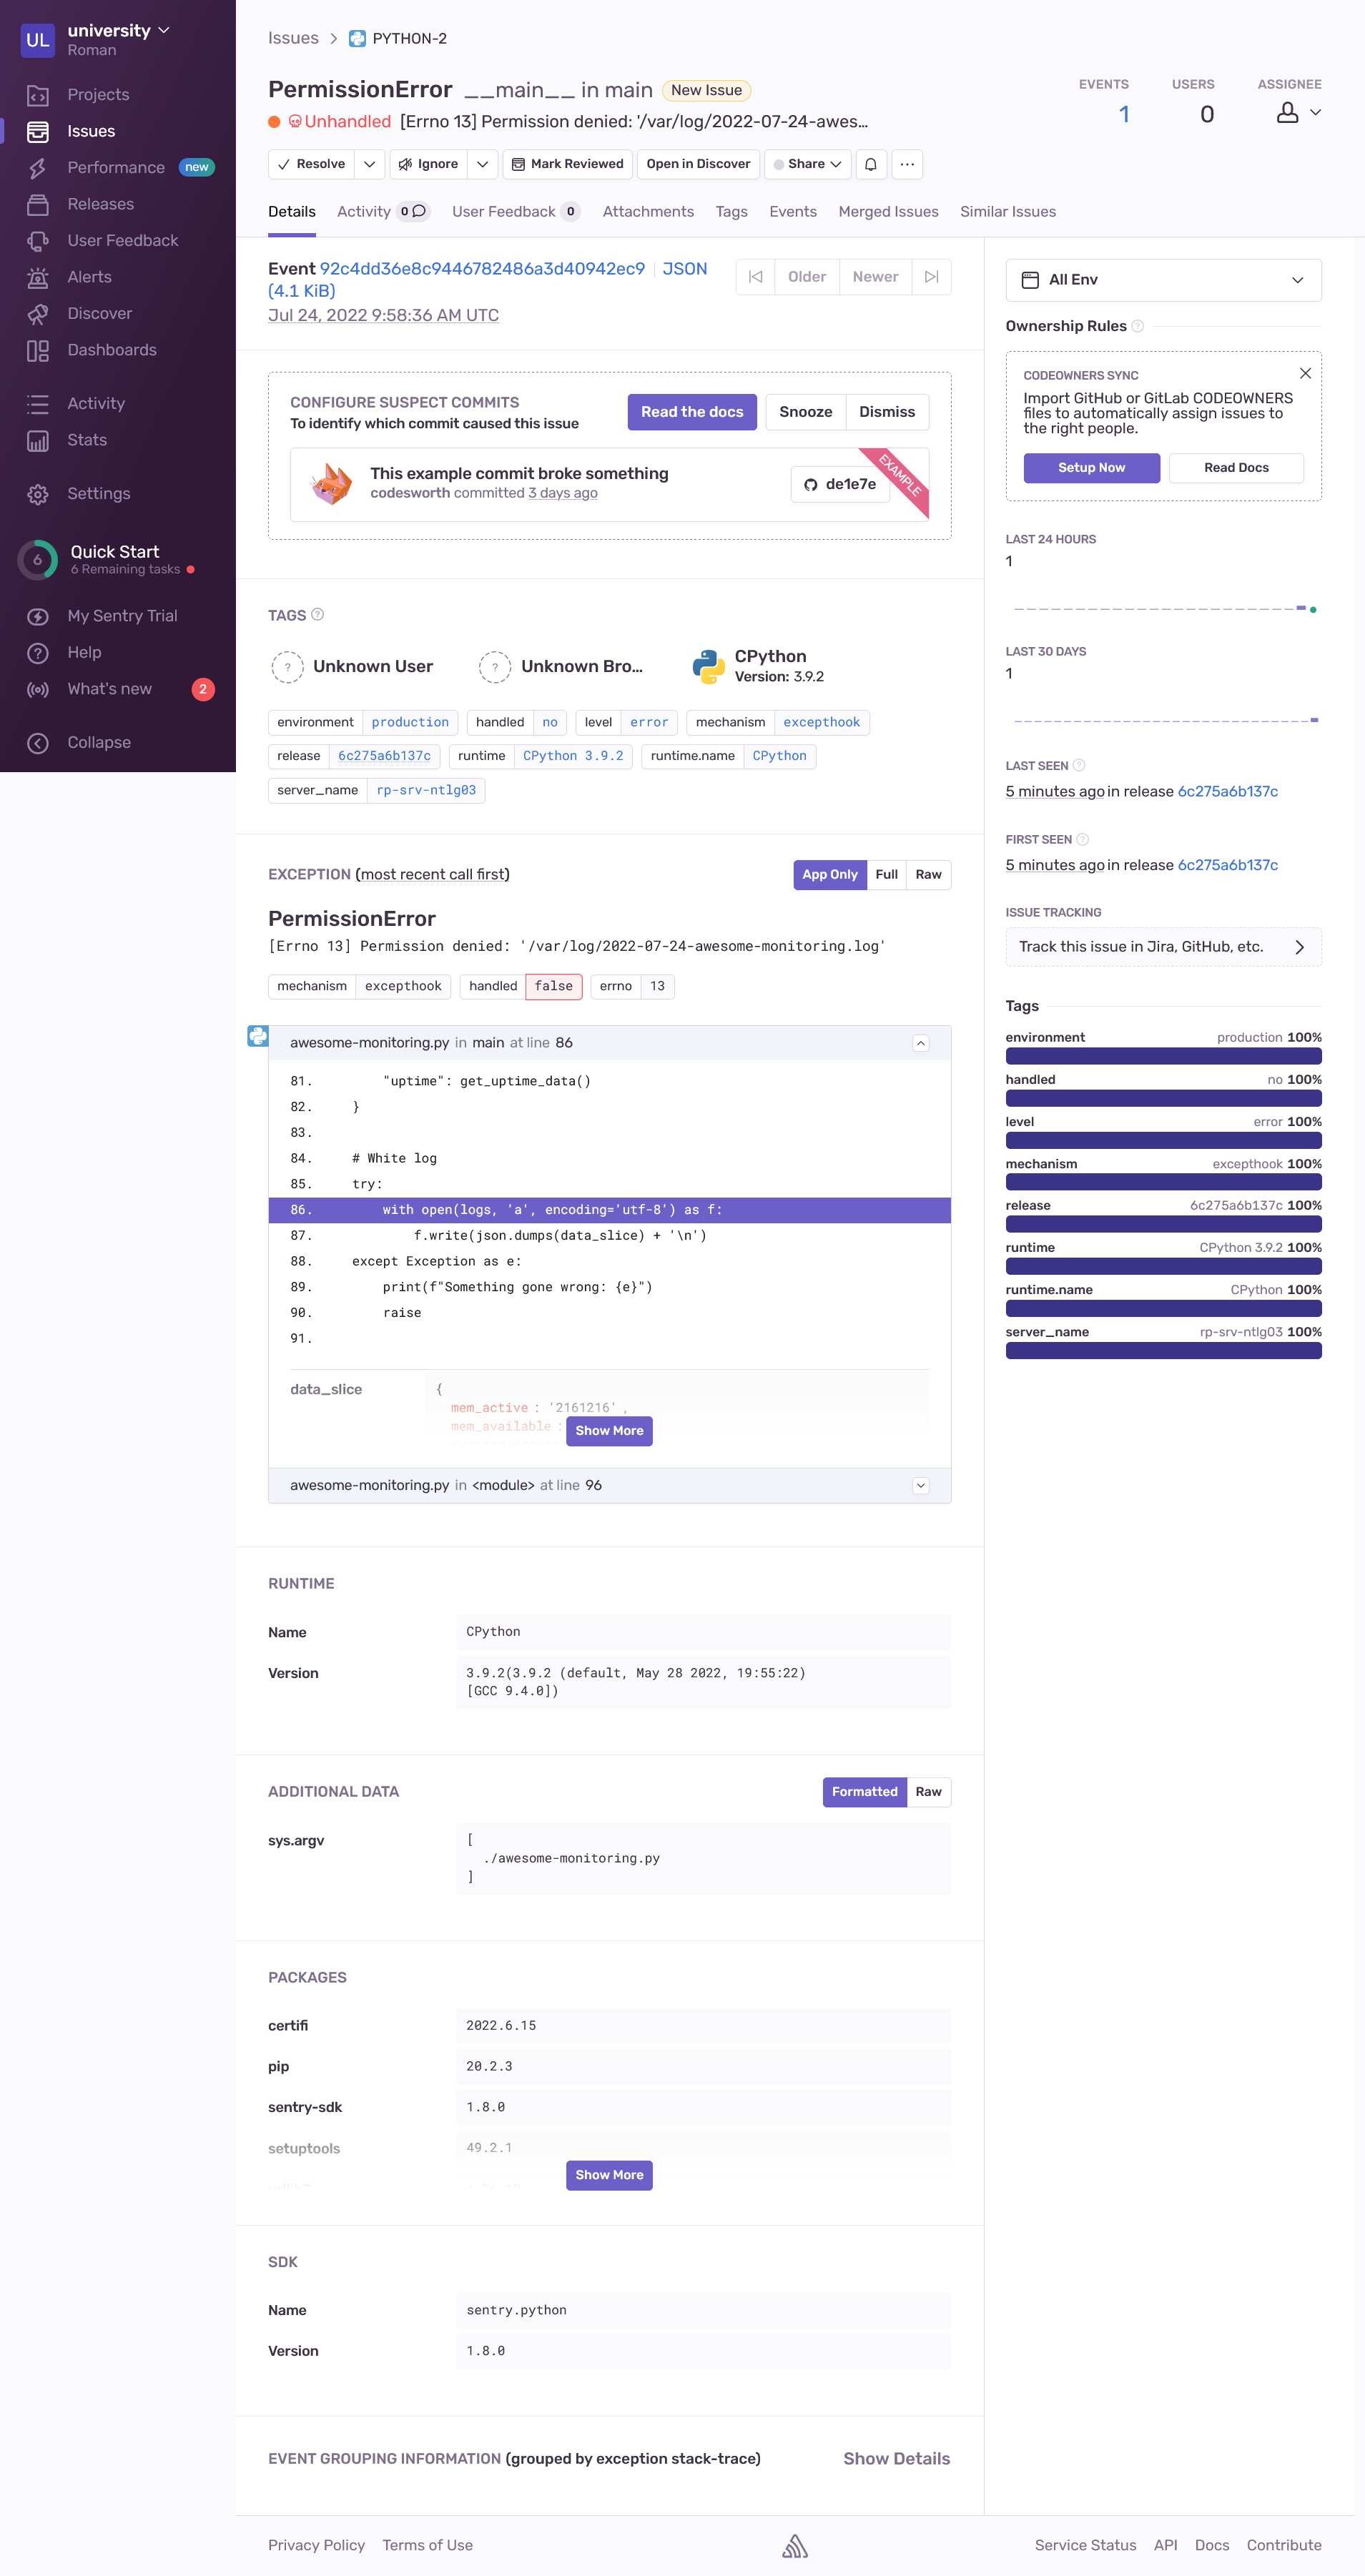 UL
university
Roman
Projects
Issues
Performance new
Releases
User Feedback
Alerts
Discover
Dashboards
Activity
Stats
Settings
6
Quick Start
6 Remaining tasks
My Sentry Trial
Help
What's new 2
Collapse
Issues > PYTHON-2
PermissionError __main__ in main New Issue
EVENTS USERS ASSIGNEE
1 0
Unhandled [Errno 13] Permission denied: '/var/log/2022-07-24-awes...
Resolve Ignore Mark Reviewed Open in Discover Share
Details Activity 0 User Feedback 0 Attachments Tags Events Merged Issues Similar Issues
Event 92c4dd36e8c9446782486a3d40942ec9 | JSON
(4.1 KiB)
Jul 24, 2022 9:58:36 AM UTC
Older Newer
CONFIGURE SUSPECT COMMITS
To identify which commit caused this issue
Read the docs Snooze Dismiss
This example commit broke something
codesworth committed 3 days ago
de1e7e
EXAMPLE
TAGS ?
? Unknown User ? Unknown Bro... CPython
Version: 3.9.2
environment production handled no level error mechanism excepthook
release 6c275a6b137c runtime CPython 3.9.2 runtime.name CPython
server_name rp-srv-ntlg03
EXCEPTION (most recent call first)
App Only Full Raw
PermissionError
[Errno 13] Permission denied: '/var/log/2022-07-24-awesome-monitoring.log'
mechanism excepthook handled false errno 13
awesome-monitoring.py in main at line 86
81. "uptime": get_uptime_data()
82. }
83.
84. # White log
85. try:
86. with open(logs, 'a', encoding='utf-8') as f:
87. f.write(json.dumps(data_slice) + '\n')
88. except Exception as e:
89. print(f"Something gone wrong: {e}")
90. raise
91.
data_slice {
mem_active : '2161216' ,
mem_available :
Show More
awesome-monitoring.py in <module> at line 96
RUNTIME
Name CPython
Version 3.9.2(3.9.2 (default, May 28 2022, 19:55:22)
[GCC 9.4.0])
ADDITIONAL DATA
Formatted Raw
sys.argv [
./awesome-monitoring.py
]
PACKAGES
certifi 2022.6.15
pip 20.2.3
sentry-sdk 1.8.0
setuptools 49.2.1
Show More
SDK
Name sentry.python
Version 1.8.0
EVENT GROUPING INFORMATION (grouped by exception stack-trace)
Show Details
All Env
Ownership Rules ?
CODEOWNERS SYNC
Import GitHub or GitLab CODEOWNERS
files to automatically assign issues to
the right people.
Setup Now Read Docs
LAST 24 HOURS
1
LAST 30 DAYS
1
LAST SEEN ?
5 minutes ago in release 6c275a6b137c
FIRST SEEN ?
5 minutes ago in release 6c275a6b137c
ISSUE TRACKING
Track this issue in Jira, GitHub, etc.
Tags
environment production 100%
handled no 100%
level error 100%
mechanism excepthook 100%
release 6c275a6b137c 100%
runtime CPython 3.9.2 100%
runtime.name CPython 100%
server_name rp-srv-ntlg03 100%
Privacy Policy Terms of Use
Service Status API Docs Contribute